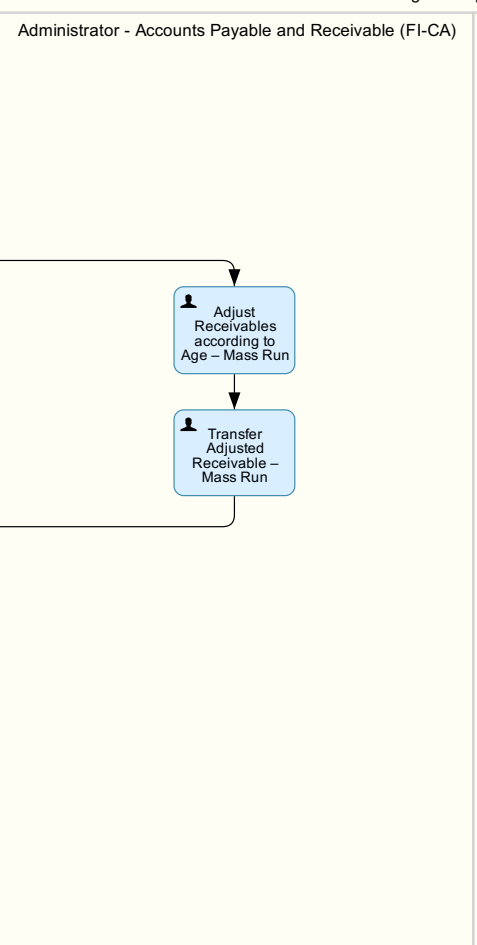 Administrator - Accounts Payable and Receivable (FI-CA)
Adjust
Receivables
according to
Age – Mass Run
Transfer
Adjusted
Receivable –
Mass Run